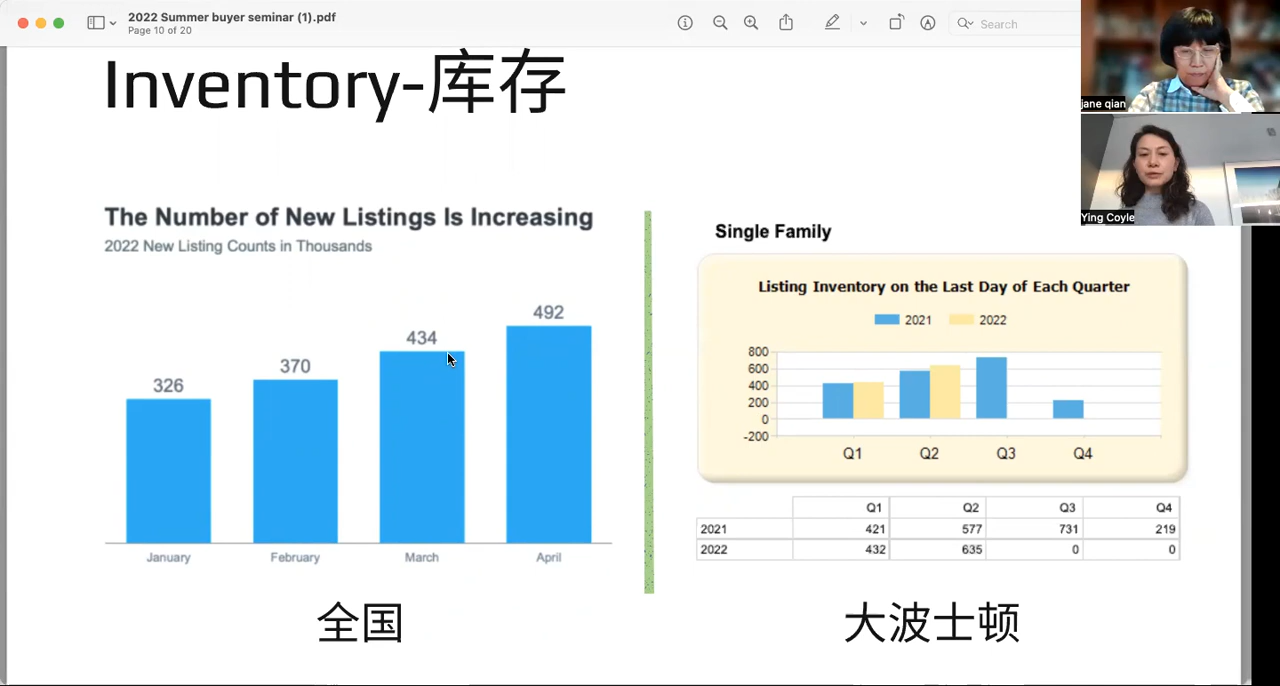 2022 Summer buyer seminar (1).pdf
Page 10 of 20
Search
jane qian
Ying Coyle
Inventory-库存
The Number of New Listings Is Increasing
2022 New Listing Counts in Thousands
326
370
434
492
January
February
March
April
全国
Single Family
Listing Inventory on the Last Day of Each Quarter
2021 2022
800
600
400
200
0
-200
Q1 Q2 Q3 Q4
Q1 Q2 Q3 Q4
2021 421 577 731 219
2022 432 635 0 0
大波士顿